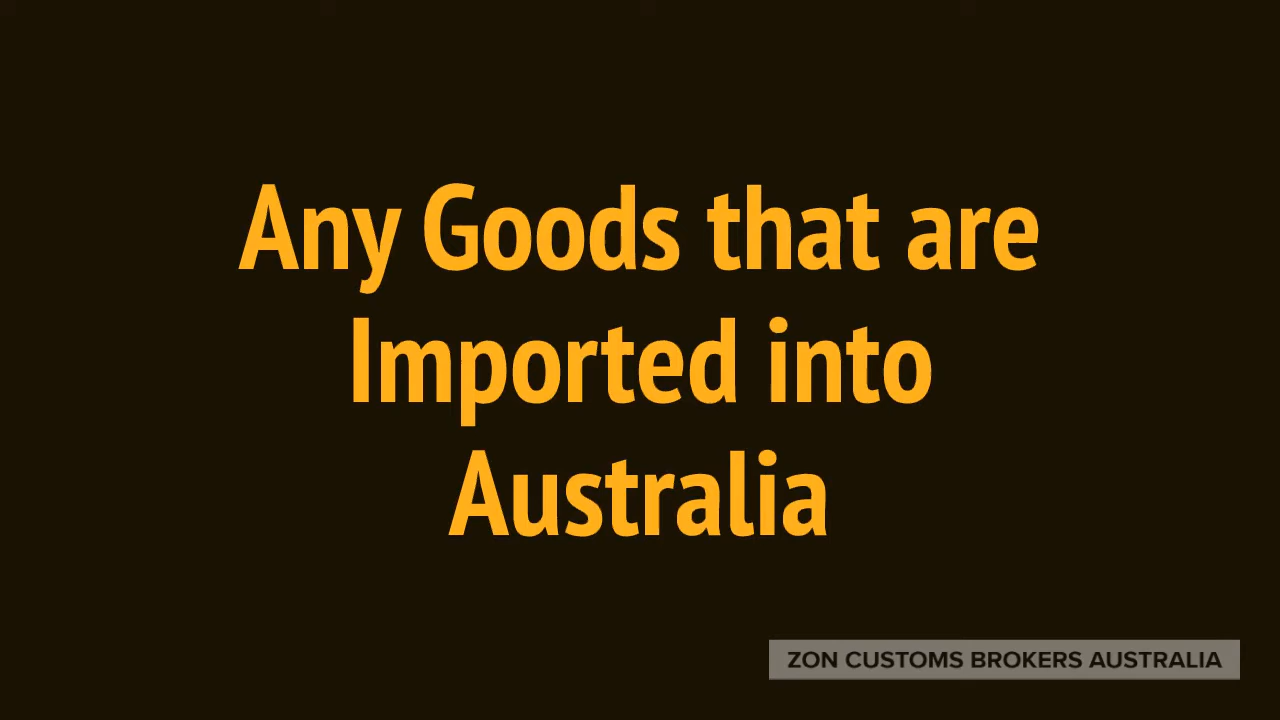 Any Goods that are
Imported into
Australia
ZON CUSTOMS BROKERS AUSTRALIA